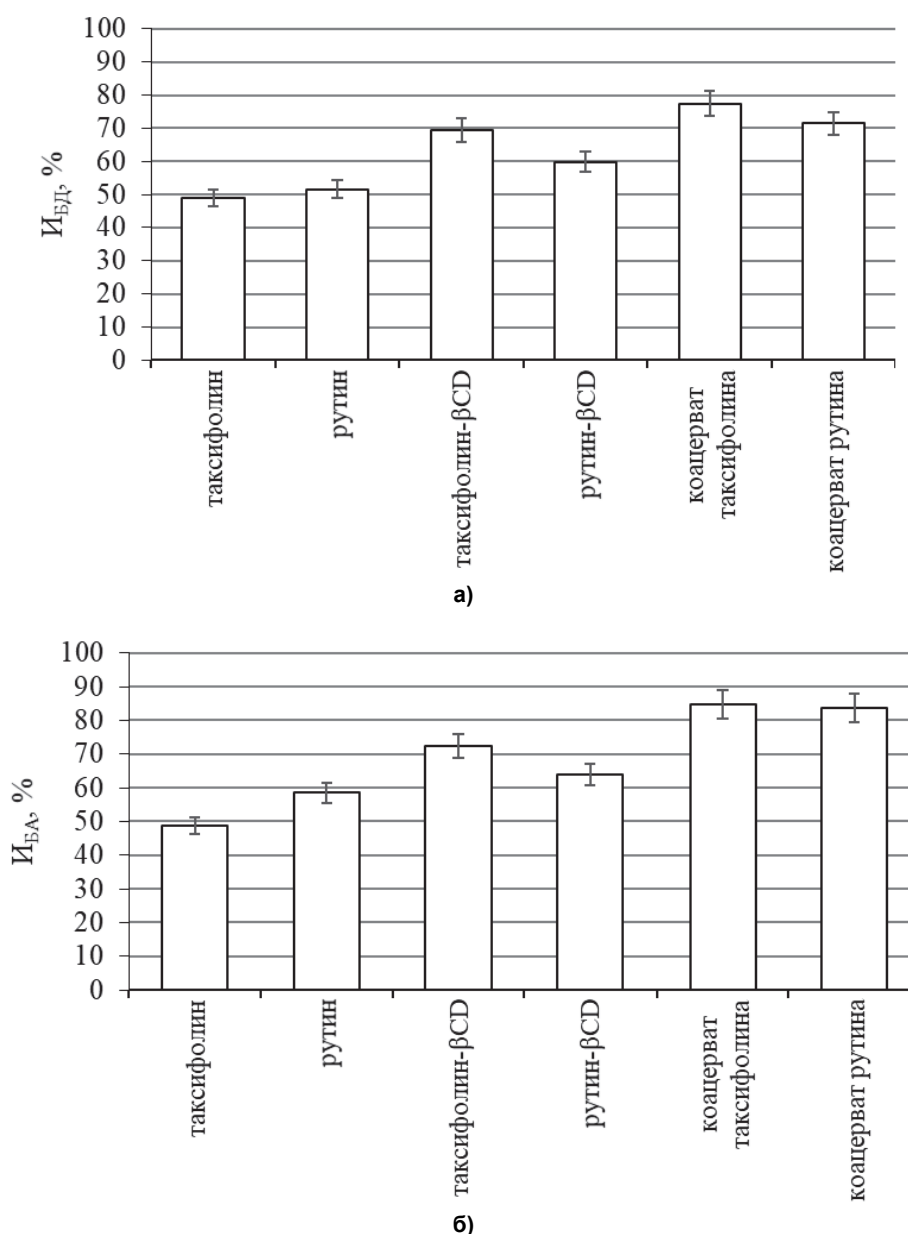 100
90
80
70
60
50
40
30
20
10
0
И_БД, %
таксифолин
рутин
таксифолин-βCD
рутин-βCD
коацерват
таксифолина
коацерват рутина
а)
100
90
80
70
60
50
40
30
20
10
0
И_БА, %
таксифолин
рутин
таксифолин-βCD
рутин-βCD
коацерват
таксифолина
коацерват рутина
б)